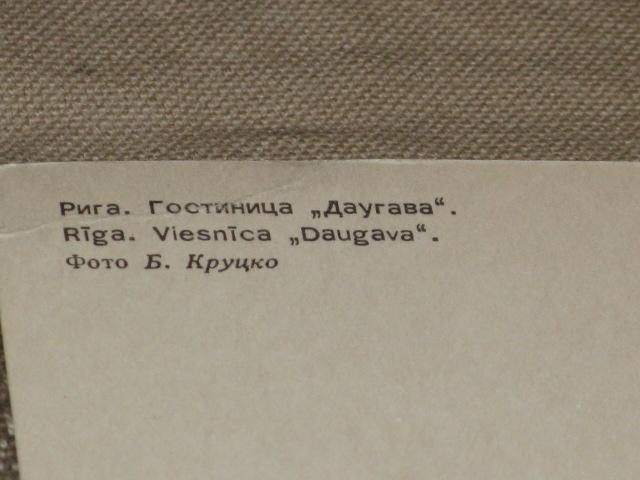 Рига. Гостиница „Даугава“.
Rīga. Viesnīca „Daugava“.
Фото Б. Круцко